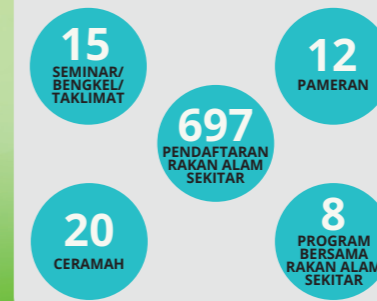 15
SEMINAR/
BENGKEL/
TAKLIMAT
12
PAMERAN
697
PENDAFTARAN
RAKAN ALAM
SEKITAR
20
CERAMAH
8
PROGRAM
BERSAMA
RAKAN ALAM
SEKITAR